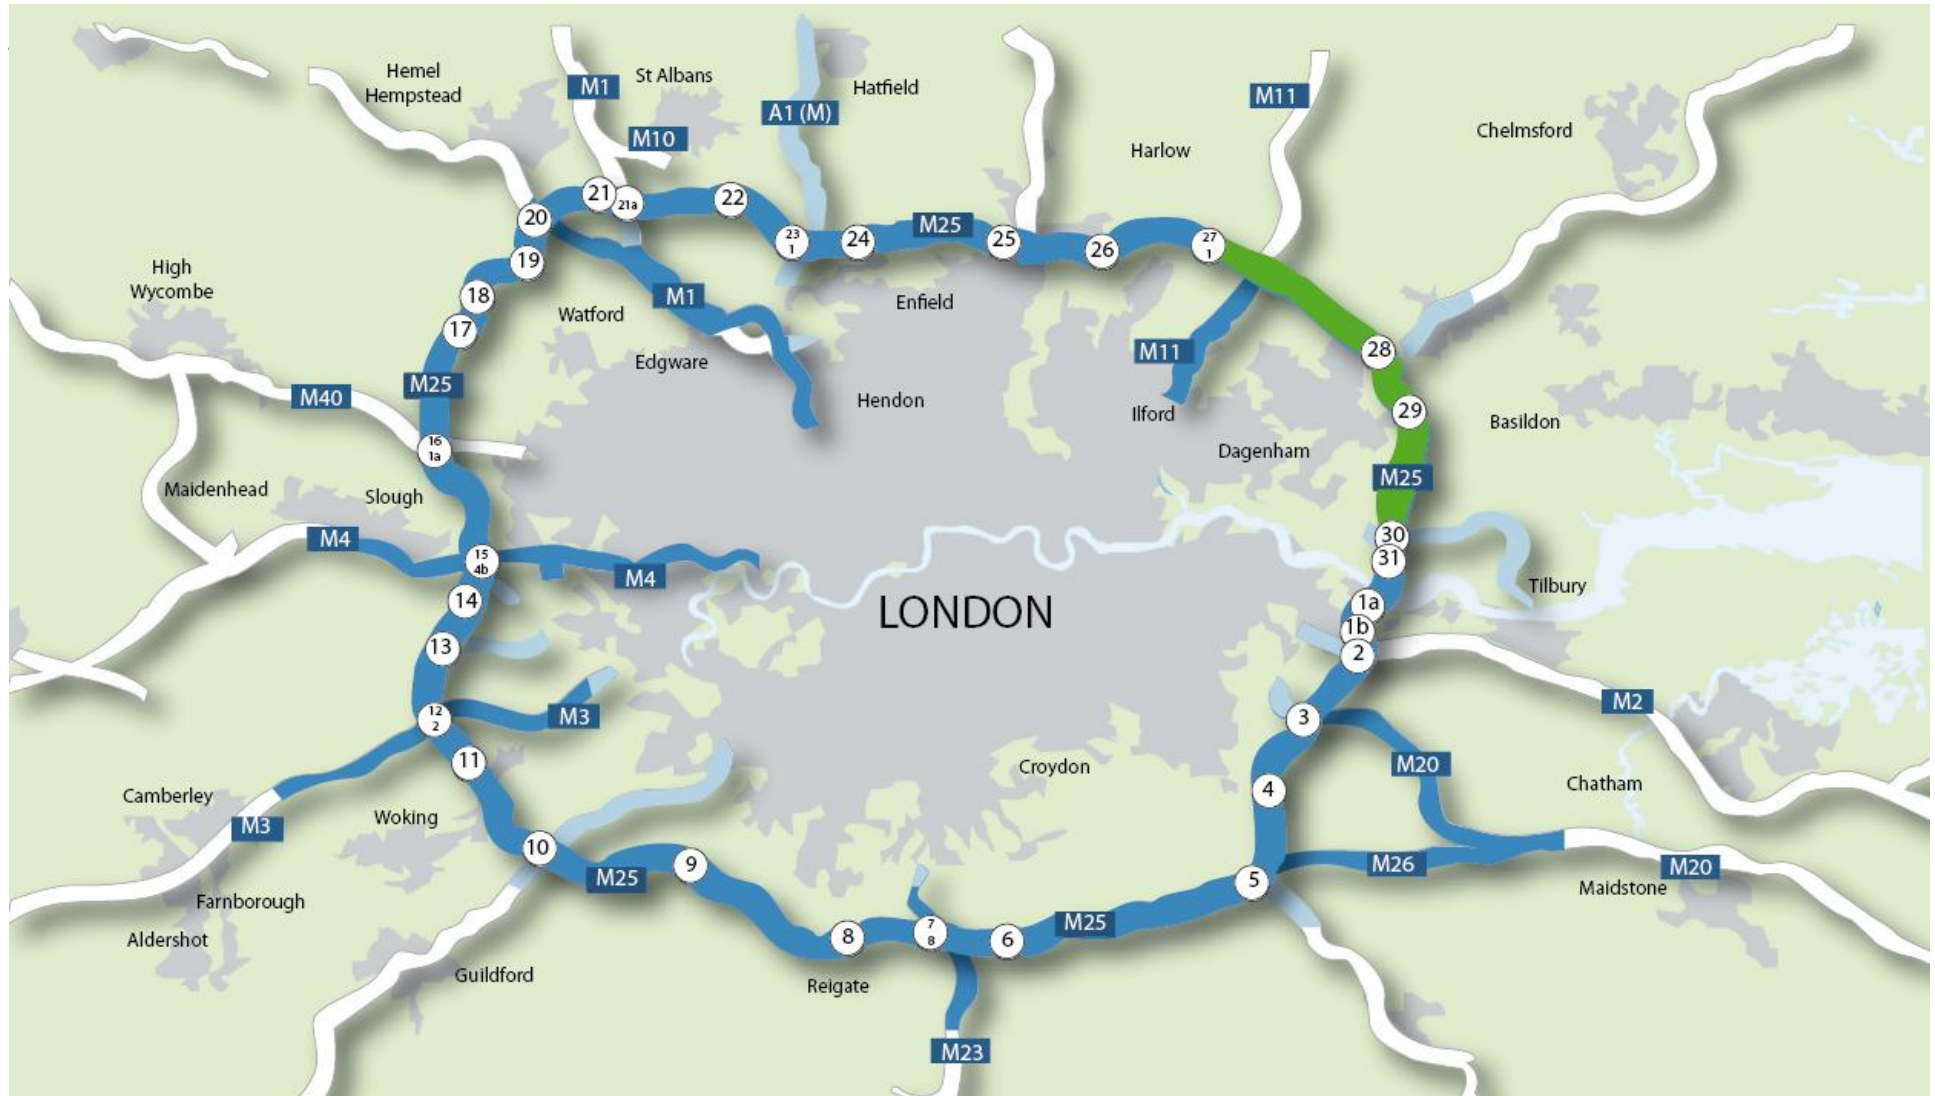 Hemel
Hempstead
M1
St Albans
M10
A1 (M)
Hatfield
M11
Harlow
Chelmsford
21
21a
22
20
23
1
24
M25
25
26
27
1
19
High
Wycombe
18
17
Watford
M1
Enfield
Edgware
M11
28
M25
M40
Hendon
Ilford
29
Basildon
16
1a
Dagenham
M25
Maidenhead
Slough
M4
15
4b
M4
30
31
14
LONDON
1a
Tilbury
1b
13
2
12
2
M3
3
M2
11
Croydon
M20
4
Chatham
Camberley
M3
Woking
10
M25
9
5
M26
M20
Maidstone
Farnborough
Aldershot
8
7
8
6
M25
Guildford
Reigate
M23